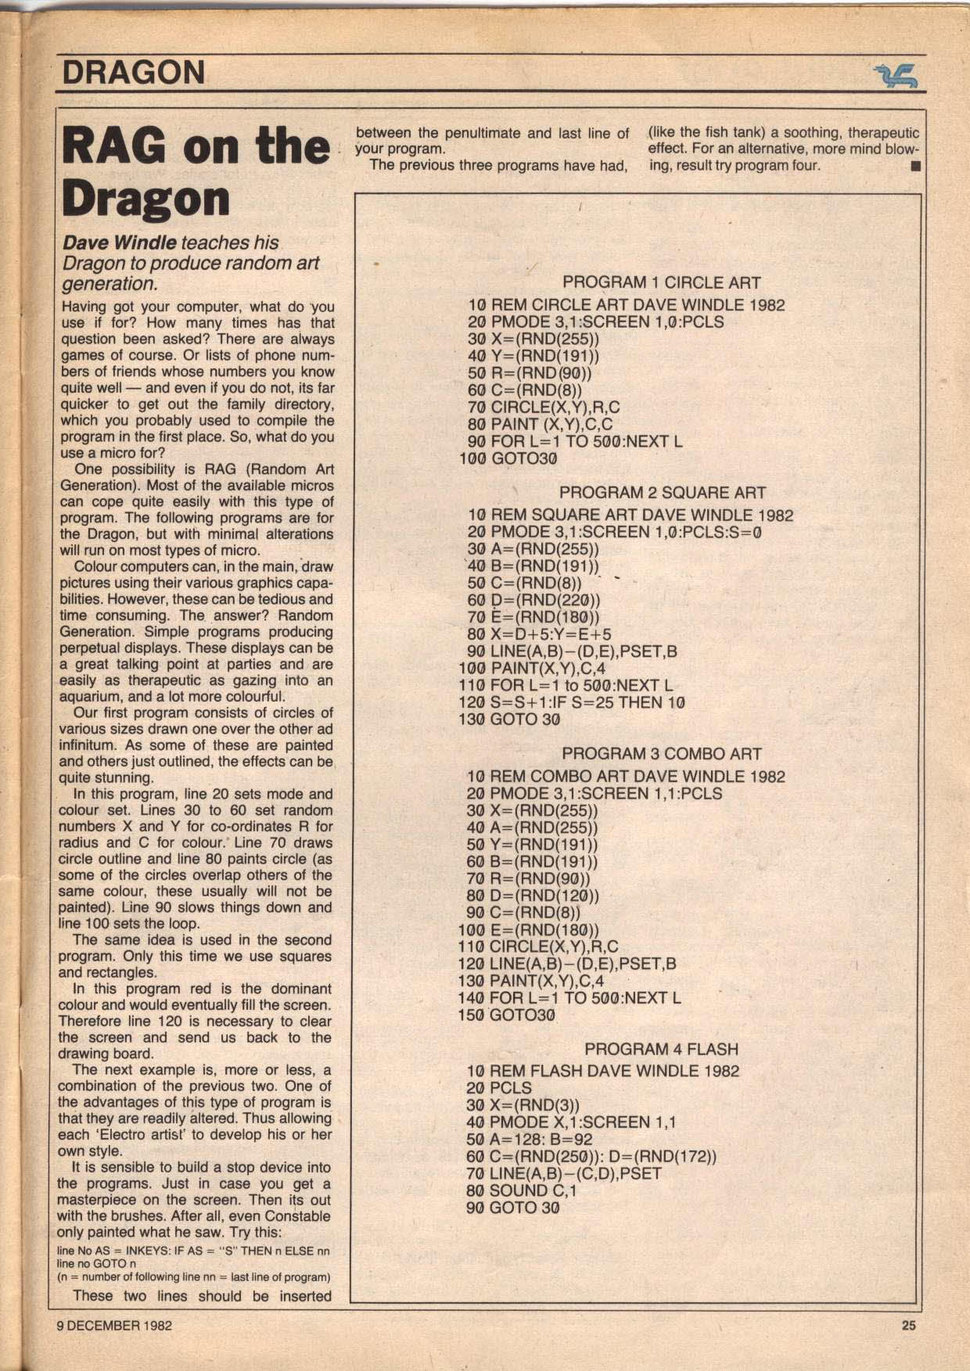 DRAGON
RAG on the
Dragon
Dave Windle teaches his
Dragon to produce random art
generation.
Having got your computer, what do you
use if for? How many times has that
question been asked? There are always
games of course. Or lists of phone num-
bers of friends whose numbers you know
quite well — and even if you do not, its far
quicker to get out the family directory,
which you probably used to compile the
program in the first place. So, what do you
use a micro for?
One possibility is RAG (Random Art
Generation). Most of the available micros
can cope quite easily with this type of
program. The following programs are for
the Dragon, but with minimal alterations
will run on most types of micro.
Colour computers can, in the main, draw
pictures using their various graphics capa-
bilities. However, these can be tedious and
time consuming. The answer? Random
Generation. Simple programs producing
perpetual displays. These displays can be
a great talking point at parties and are
easily as therapeutic as gazing into an
aquarium, and a lot more colourful.
Our first program consists of circles of
various sizes drawn one over the other ad
infinitum. As some of these are painted
and others just outlined, the effects can be
quite stunning.
In this program, line 20 sets mode and
colour set. Lines 30 to 60 set random
numbers X and Y for co-ordinates R for
radius and C for colour. Line 70 draws
circle outline and line 80 paints circle (as
some of the circles overlap others of the
same colour, these usually will not be
painted). Line 90 slows things down and
line 100 sets the loop.
The same idea is used in the second
program. Only this time we use squares
and rectangles.
In this program red is the dominant
colour and would eventually fill the screen.
Therefore line 120 is necessary to clear
the screen and send us back to the
drawing board.
The next example is, more or less, a
combination of the previous two. One of
the advantages of this type of program is
that they are readily altered. Thus allowing
each 'Electro artist' to develop his or her
own style.
It is sensible to build a stop device into
the programs. Just in case you get a
masterpiece on the screen. Then its out
with the brushes. After all, even Constable
only painted what he saw. Try this:
line No AS = INKEYS: IF AS = "S" THEN n ELSE nn
line no GOTO n
(n = number of following line nn = last line of program)
These two lines should be inserted
between the penultimate and last line of
your program.
The previous three programs have had,
(like the fish tank) a soothing, therapeutic
effect. For an alternative, more mind blow-
ing, result try program four.
PROGRAM 1 CIRCLE ART
10 REM CIRCLE ART DAVE WINDLE 1982
20 PMODE 3,1:SCREEN 1,0:PCLS
30 X=(RND(255))
40 Y=(RND(191))
50 R=(RND(90))
60 C=(RND(8))
70 CIRCLE(X,Y),R,C
80 PAINT (X,Y),C,C
90 FOR L=1 TO 500:NEXT L
100 GOTO30
PROGRAM 2 SQUARE ART
10 REM SQUARE ART DAVE WINDLE 1982
20 PMODE 3,1:SCREEN 1,0:PCLS:S=0
30 A=(RND(255))
40 B=(RND(191))
50 C=(RND(8))
60 D=(RND(220))
70 E=(RND(180))
80 X=D+5:Y=E+5
90 LINE(A,B)−(D,E),PSET,B
100 PAINT(X,Y),C,4
110 FOR L=1 to 500:NEXT L
120 S=S+1:IF S=25 THEN 10
130 GOTO 30
PROGRAM 3 COMBO ART
10 REM COMBO ART DAVE WINDLE 1982
20 PMODE 3,1:SCREEN 1,1:PCLS
30 X=(RND(255))
40 A=(RND(255))
50 Y=(RND(191))
60 B=(RND(191))
70 R=(RND(90))
80 D=(RND(120))
90 C=(RND(8))
100 E=(RND(180))
110 CIRCLE(X,Y),R,C
120 LINE(A,B)−(D,E),PSET,B
130 PAINT(X,Y),C,4
140 FOR L=1 TO 500:NEXT L
150 GOTO30
PROGRAM 4 FLASH
10 REM FLASH DAVE WINDLE 1982
20 PCLS
30 X=(RND(3))
40 PMODE X,1:SCREEN 1,1
50 A=128: B=92
60 C=(RND(250)): D=(RND(172))
70 LINE(A,B)−(C,D),PSET
80 SOUND C,1
90 GOTO 30
9 DECEMBER 1982
25